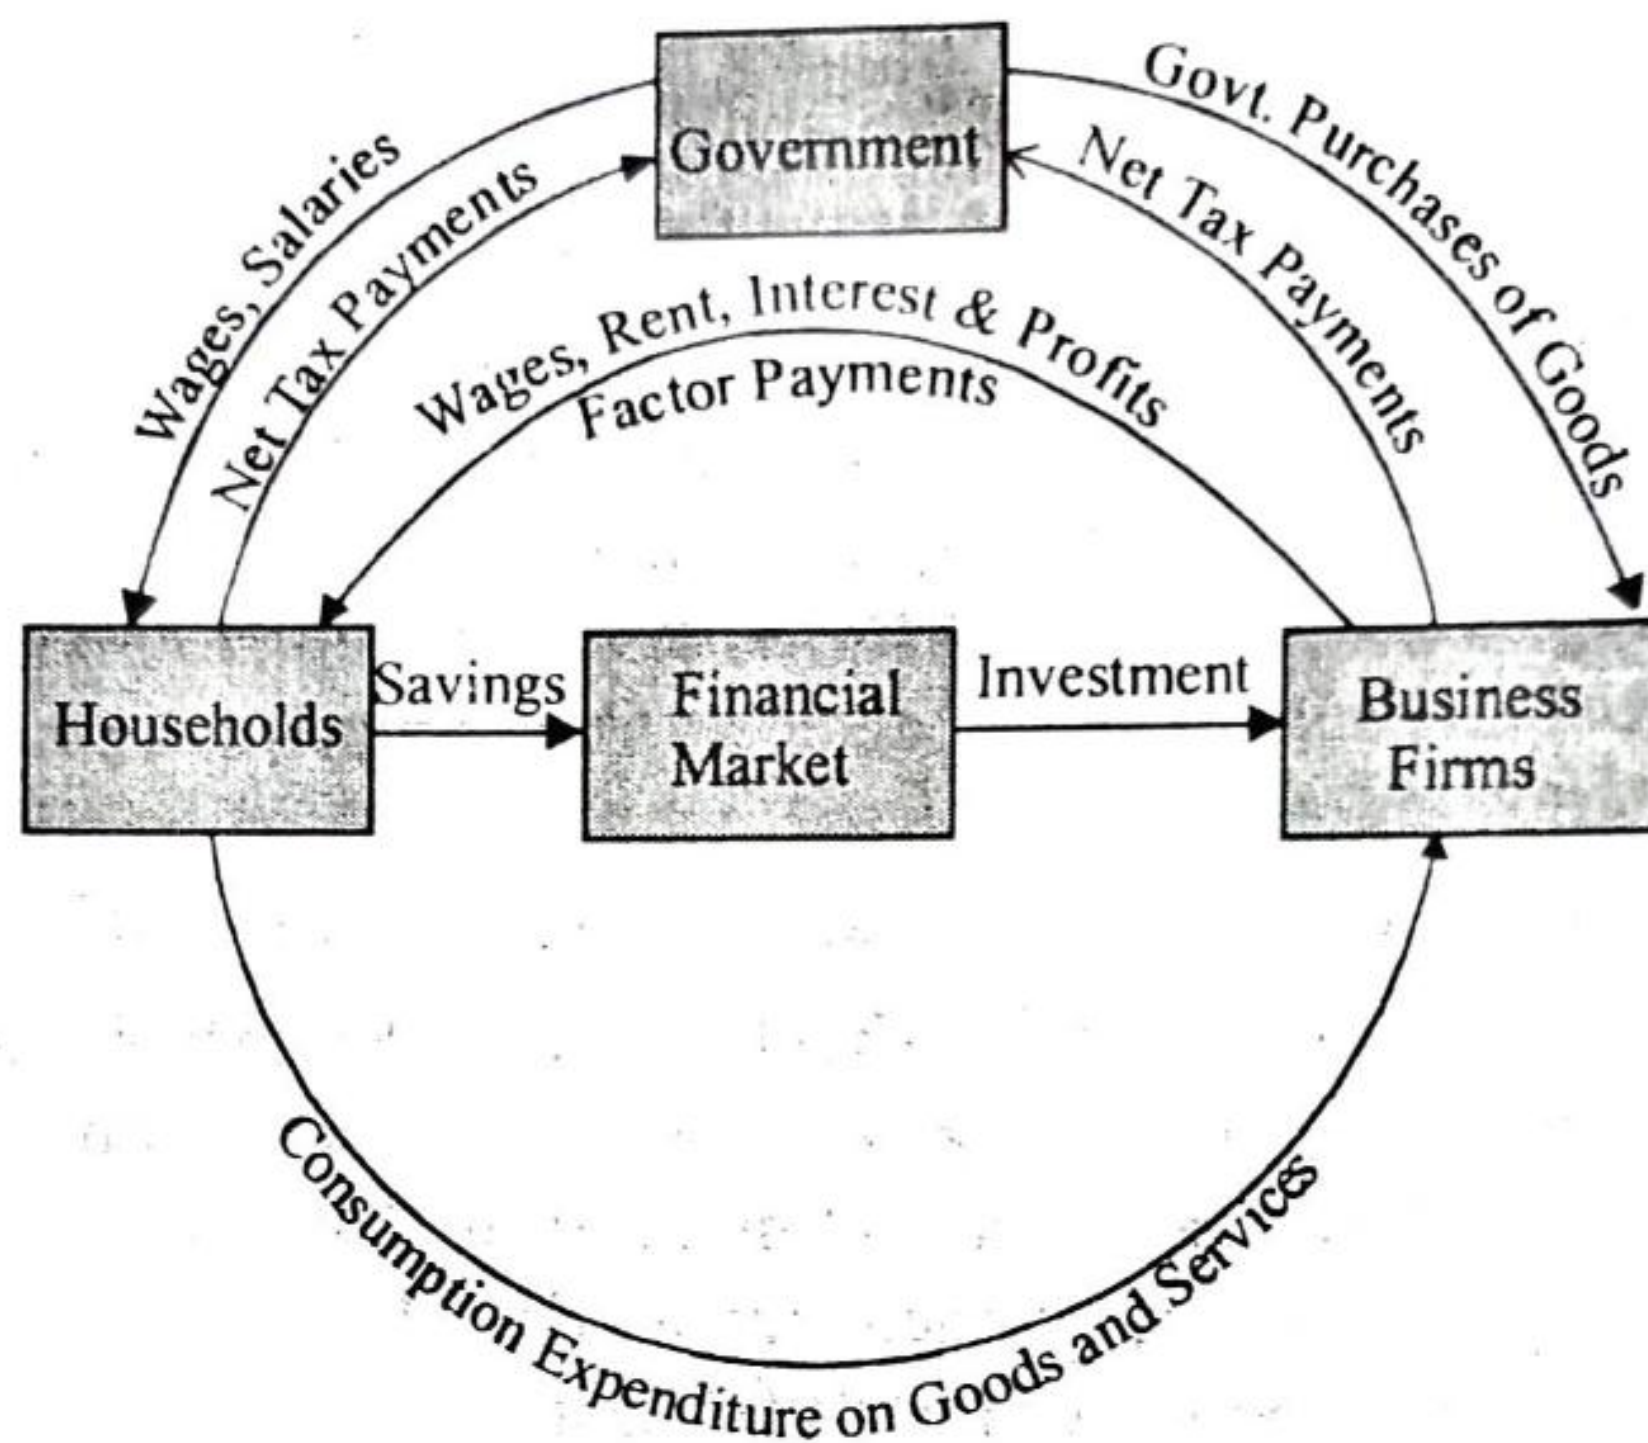 Government
Govt. Purchases of Goods
Net Tax Payments
Wages, Salaries
Net Tax Payments
Wages, Rent, Interest & Profits
Factor Payments
Households
Savings
Financial
Market
Investment
Business
Firms
Consumption Expenditure on Goods and Services